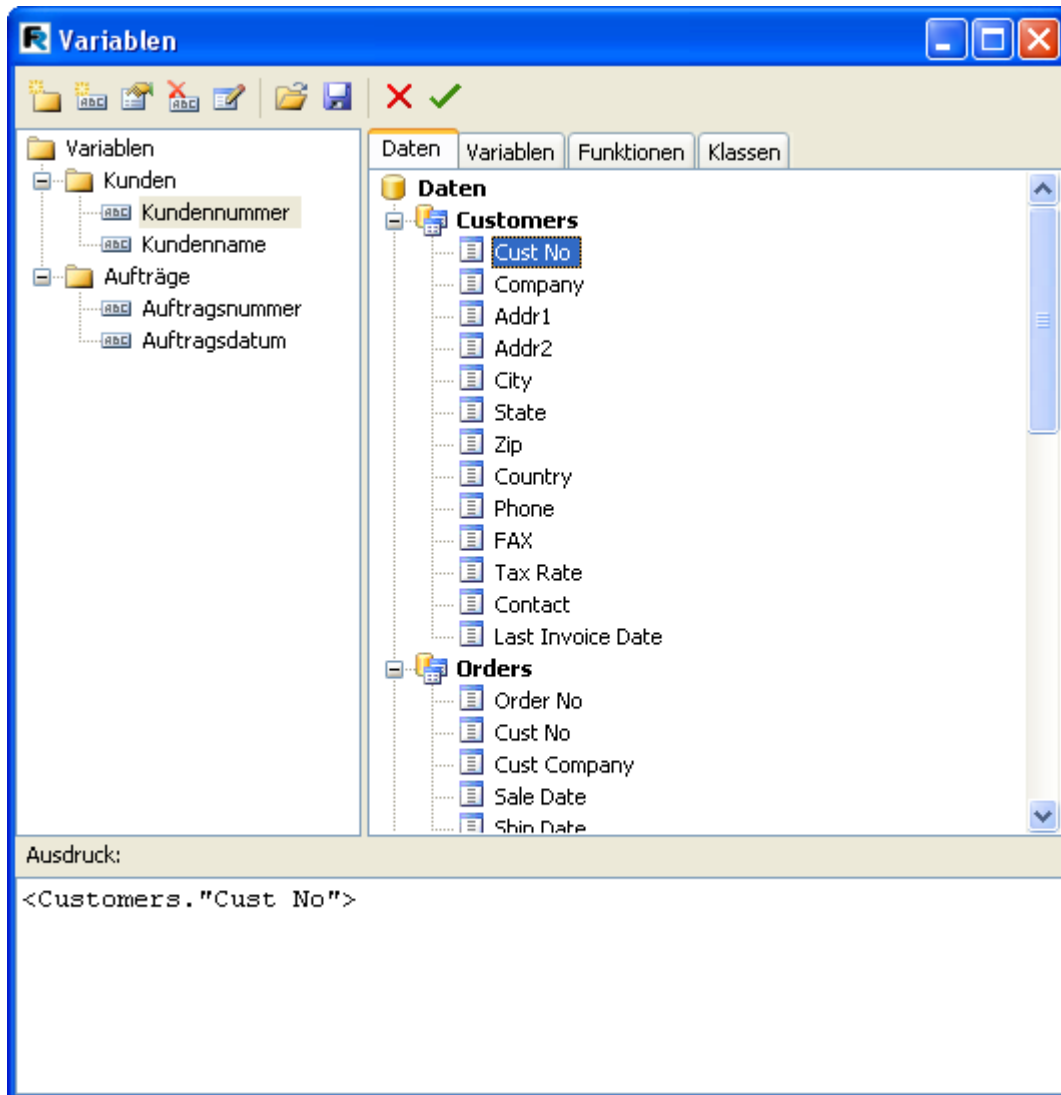 Variablen
Variablen
Kunden
Kundennummer
Kundenname
Aufträge
Auftragsnummer
Auftragsdatum
Daten Variablen Funktionen Klassen
Daten
Customers
Cust No
Company
Addr1
Addr2
City
State
Zip
Country
Phone
FAX
Tax Rate
Contact
Last Invoice Date
Orders
Order No
Cust No
Cust Company
Sale Date
Ship Date
Ausdruck:
<Customers."Cust No">